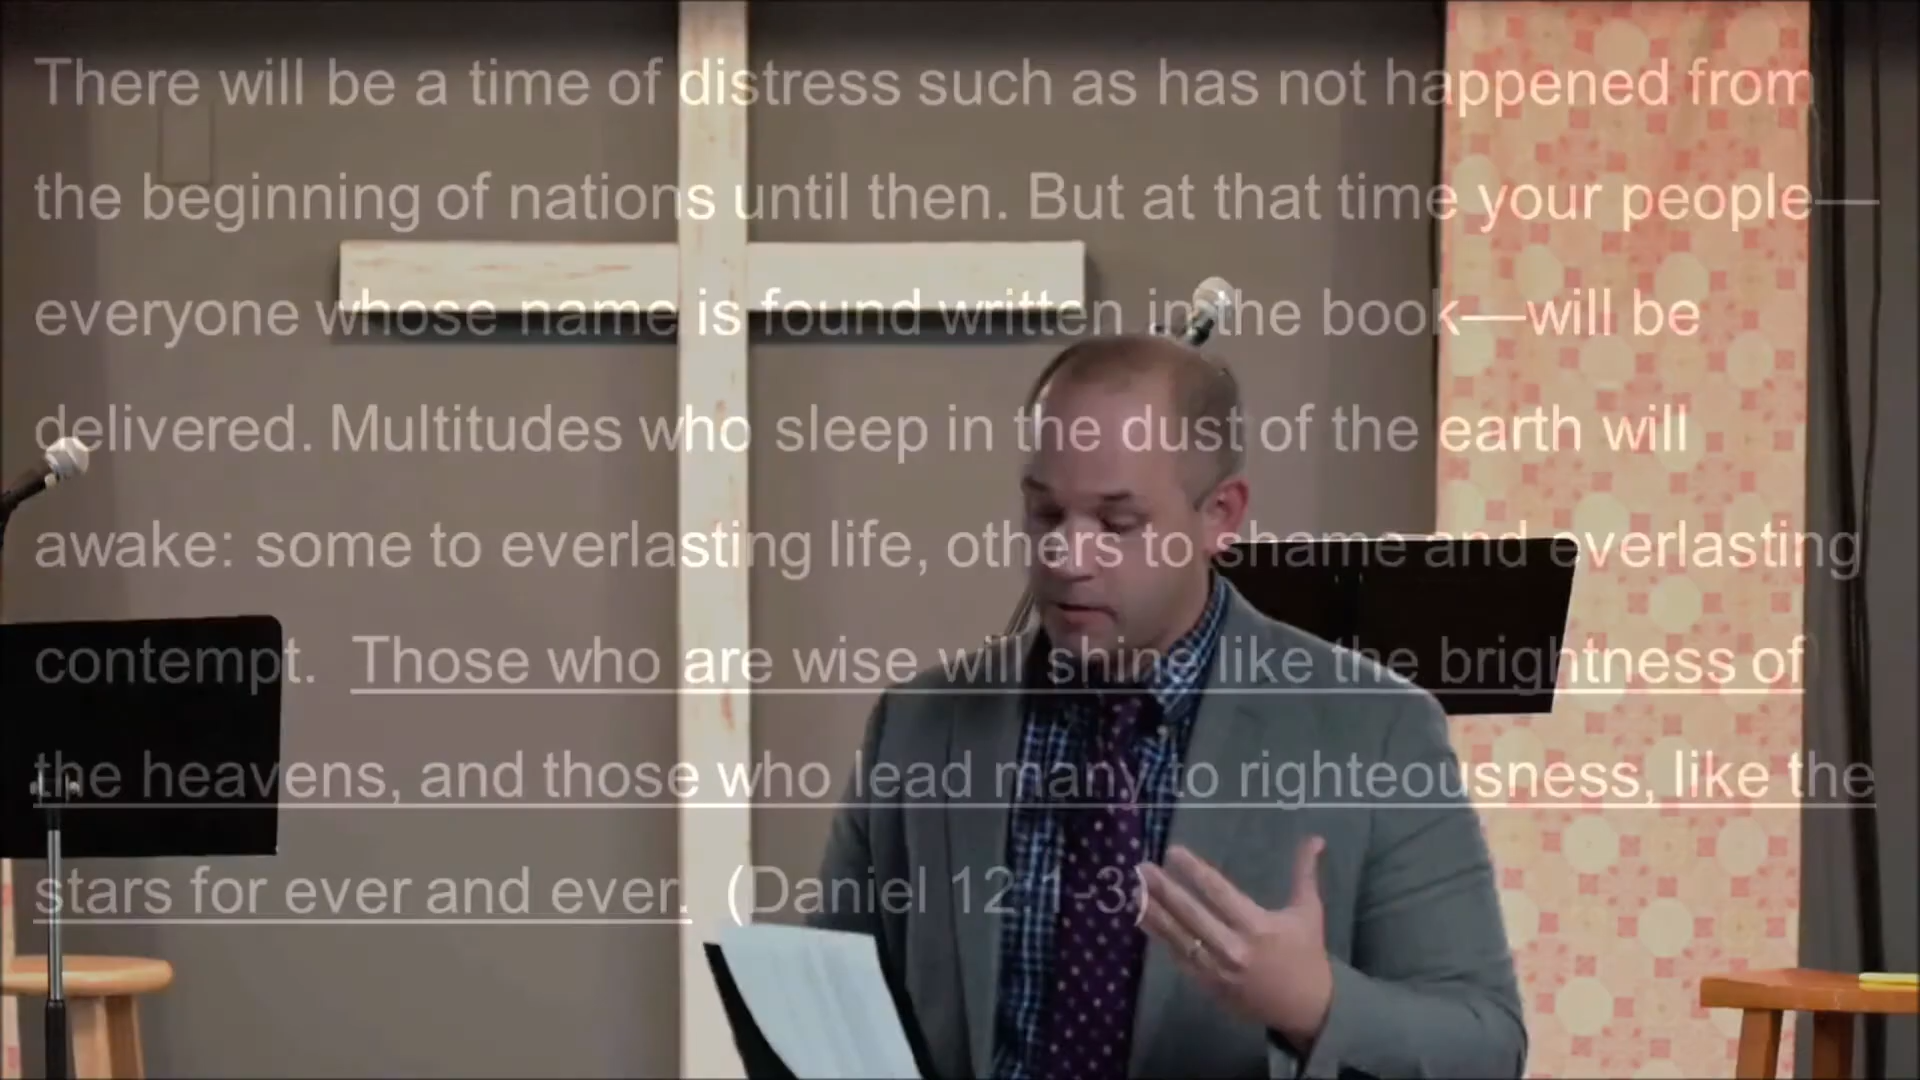 There will be a time of distress such as has not happened from
the beginning of nations until then. But at that time your people—
everyone whose name is found written in the book—will be
delivered. Multitudes who sleep in the dust of the earth will
awake: some to everlasting life, others to shame and everlasting
contempt. Those who are wise will shine like the brightness of
the heavens, and those who lead many to righteousness, like the
stars for ever and ever. (Daniel 12.1-3)